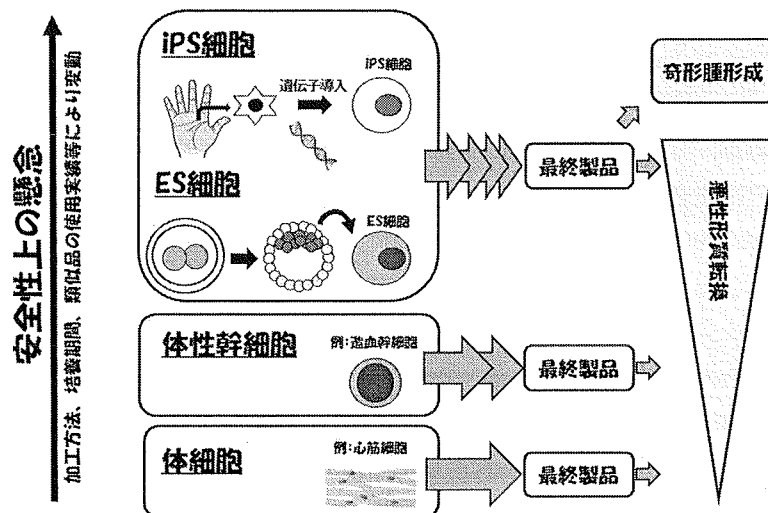 安全性上の懸念
加工方法、培養期間、類似品の使用実績等により変動
iPS細胞
遺伝子導入
iPS細胞
ES細胞
ES細胞
最終製品
奇形腫形成
悪性形質転換
体性幹細胞
例:造血幹細胞
最終製品
体細胞
例:心筋細胞
最終製品